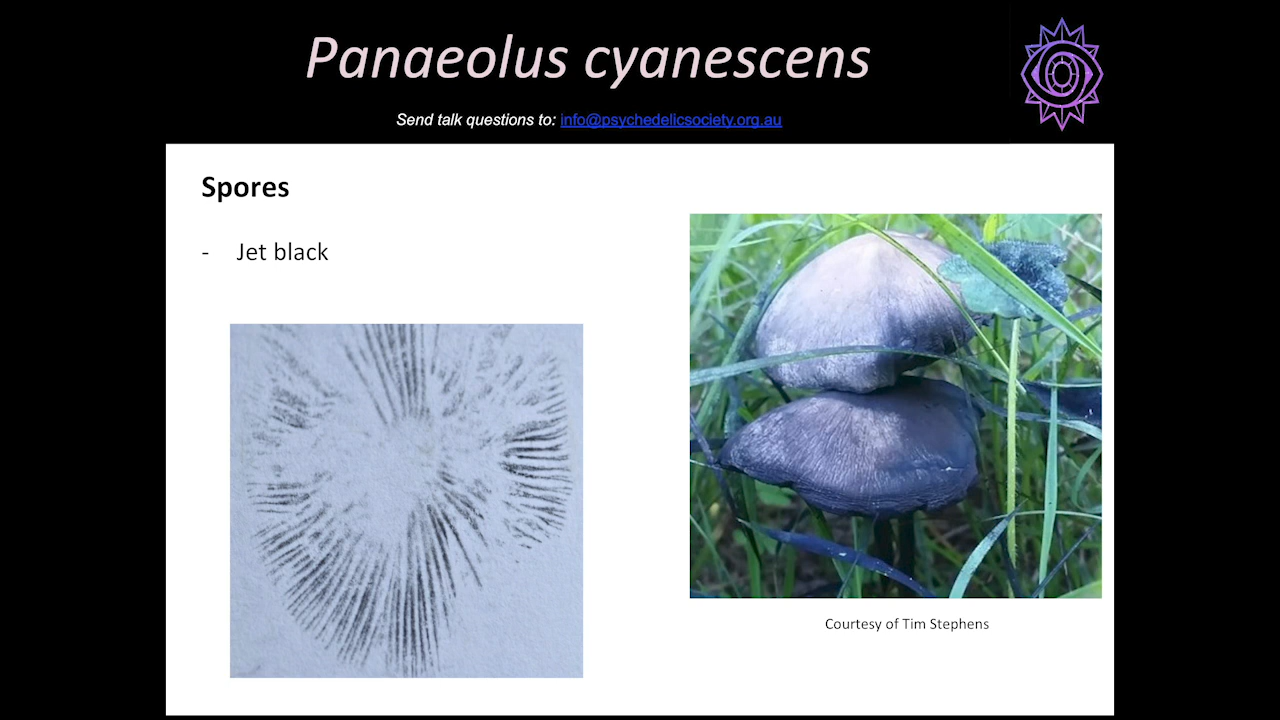 Panaeolus cyanescens
Send talk questions to: info@psychedelicsociety.org.au
Spores
- Jet black
Courtesy of Tim Stephens